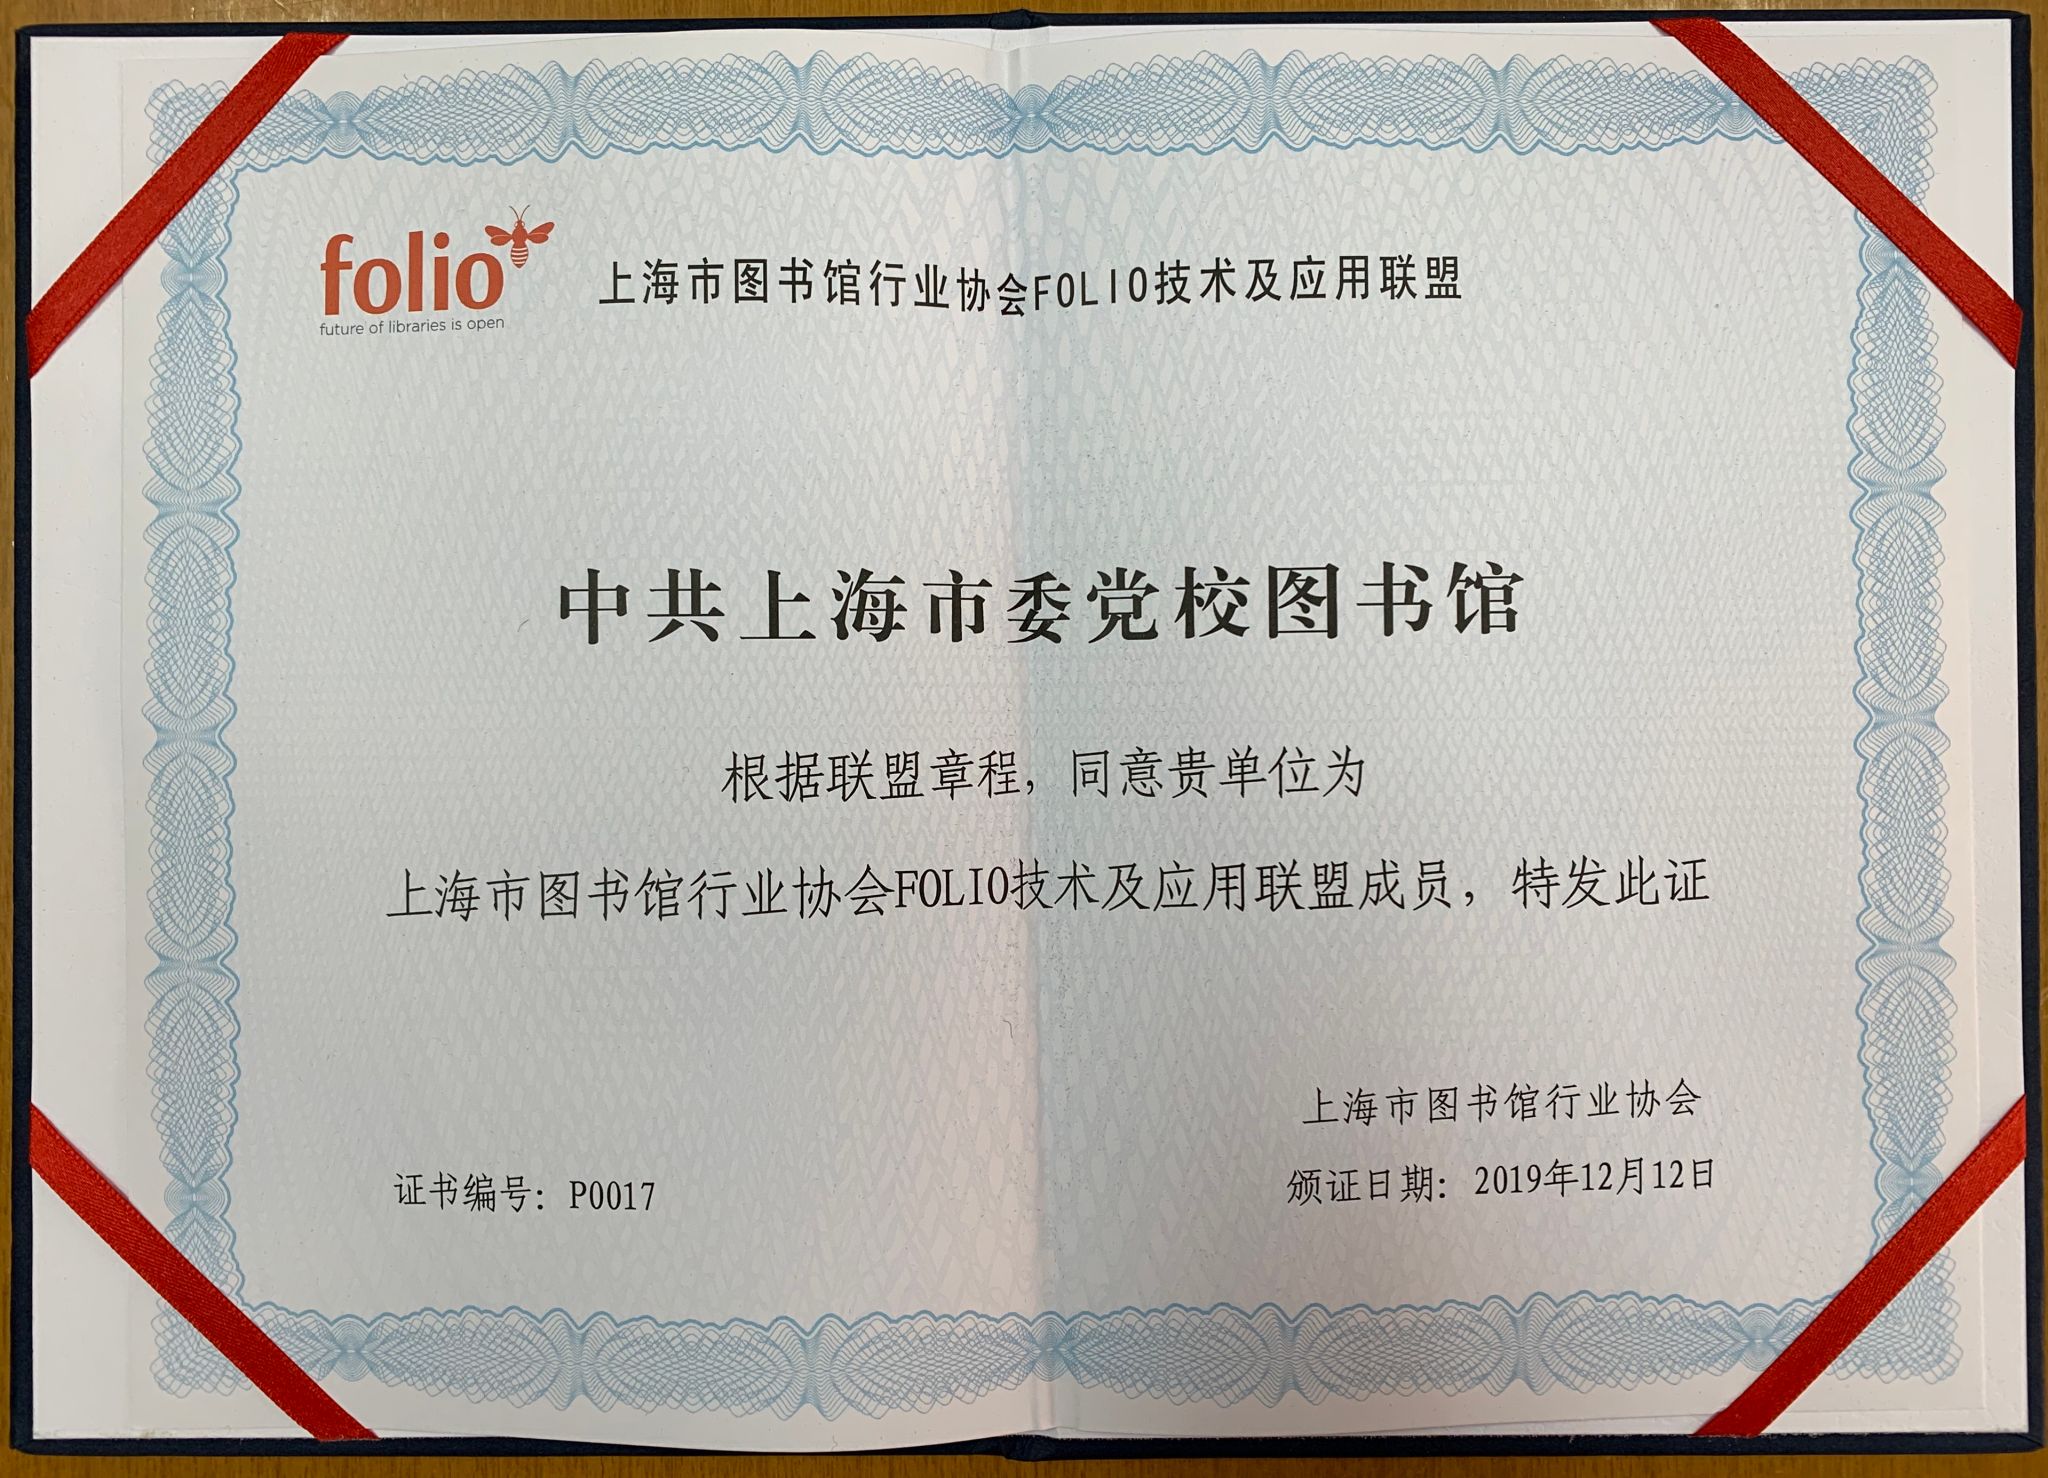 folio
future of libraries is open
上海市图书馆行业协会FOLIO技术及应用联盟
中共上海市委党校图书馆
根据联盟章程，同意贵单位为
上海市图书馆行业协会FOLIO技术及应用联盟成员，特发此证
上海市图书馆行业协会
证书编号：P0017
颁证日期：2019年12月12日